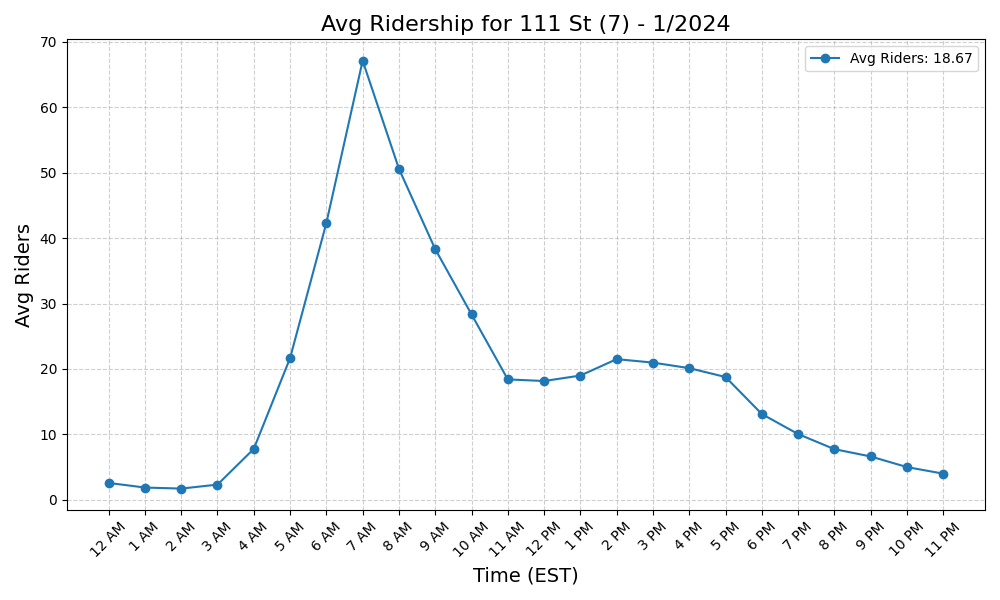 Avg Ridership for 111 St (7) - 1/2024
Avg Riders: 18.67
Avg Riders
70
60
50
40
30
20
10
0
12 AM
1 AM
2 AM
3 AM
4 AM
5 AM
6 AM
7 AM
8 AM
9 AM
10 AM
11 AM
12 PM
1 PM
2 PM
3 PM
4 PM
5 PM
6 PM
7 PM
8 PM
9 PM
10 PM
11 PM
Time (EST)